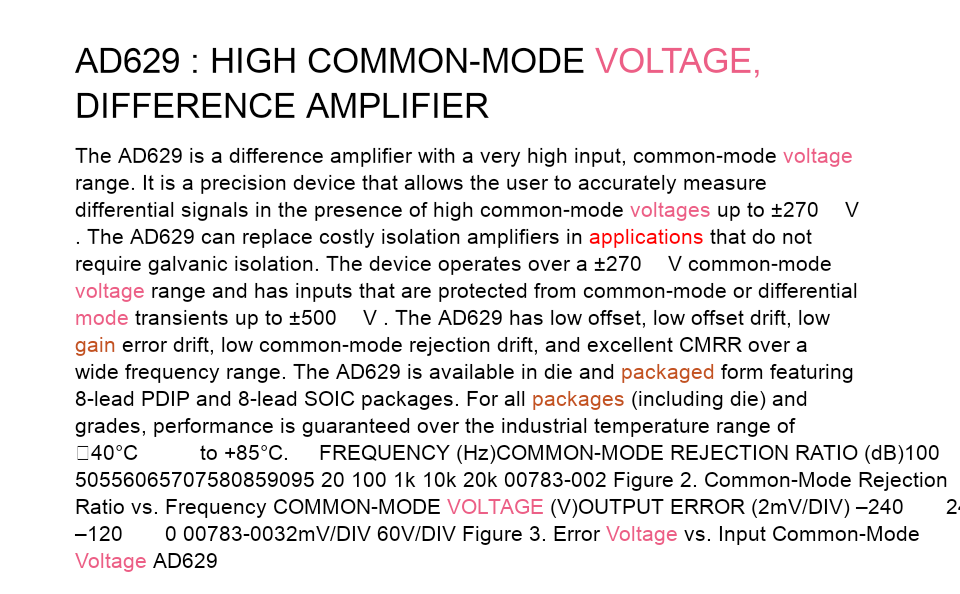 AD629 : HIGH COMMON-MODE VOLTAGE,
DIFFERENCE AMPLIFIER
The AD629 is a difference amplifier with a very high input, common-mode voltage
range. It is a precision device that allows the user to accurately measure
differential signals in the presence of high common-mode voltages up to ±270 V
. The AD629 can replace costly isolation amplifiers in applications that do not
require galvanic isolation. The device operates over a ±270 V common-mode
voltage range and has inputs that are protected from common-mode or differential
mode transients up to ±500 V . The AD629 has low offset, low offset drift, low
gain error drift, low common-mode rejection drift, and excellent CMRR over a
wide frequency range. The AD629 is available in die and packaged form featuring
8-lead PDIP and 8-lead SOIC packages. For all packages (including die) and
grades, performance is guaranteed over the industrial temperature range of
40°C to +85°C. FREQUENCY (Hz)COMMON-MODE REJECTION RATIO (dB)100
50556065707580859095 20 100 1k 10k 20k 00783-002 Figure 2. Common-Mode Rejection
Ratio vs. Frequency COMMON-MODE VOLTAGE (V)OUTPUT ERROR (2mV/DIV) –240
–120 0 00783-0032mV/DIV 60V/DIV Figure 3. Error Voltage vs. Input Common-Mode
Voltage AD629